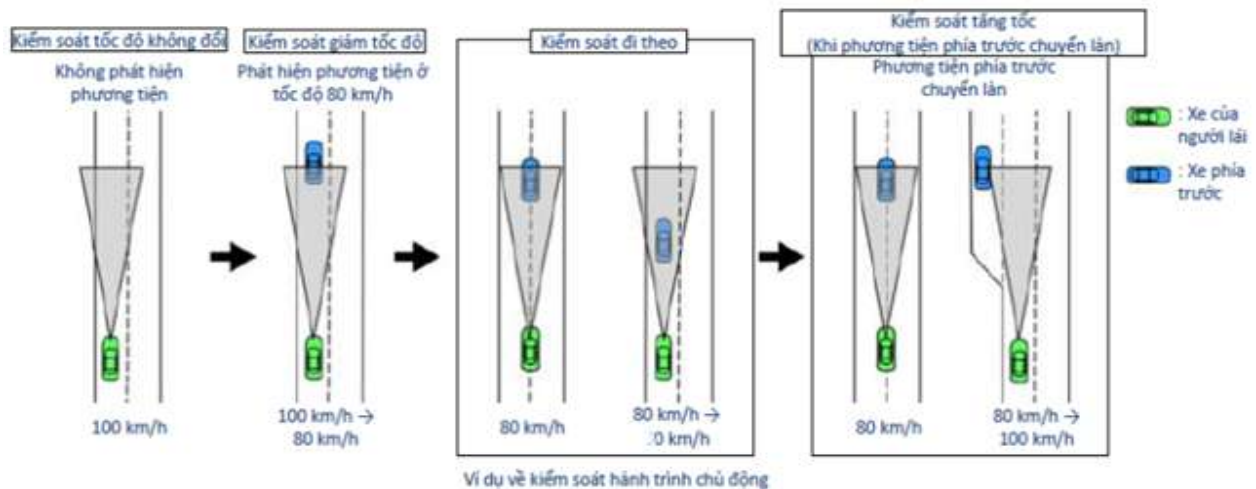 Kiểm soát tốc độ không đổi
Không phát hiện
phương tiện
100 km/h
Kiểm soát giảm tốc độ
Phát hiện phương tiện ở
tốc độ 80 km/h
100 km/h →
80 km/h
Kiểm soát đi theo
80 km/h
80 km/h →
0 km/h
Kiểm soát tăng tốc
(Khi phương tiện phía trước chuyển làn)
Phương tiện phía trước
chuyển làn
80 km/h
80 km/h →
100 km/h
: Xe của
người lái
: Xe phía
trước
Ví dụ về kiểm soát hành trình chủ động